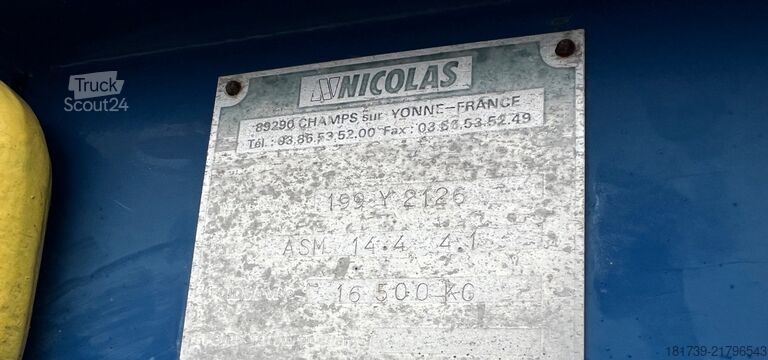 Truck
Scout24
NICOLAS
89290 CHAMPS sur YONNE-FRANCE
Tél.: 03.86.53.52.00 Fax: 03.86.53.52.49
199 Y 2126
ASM 14.4 4.1
16 500 KG
181739-21796543